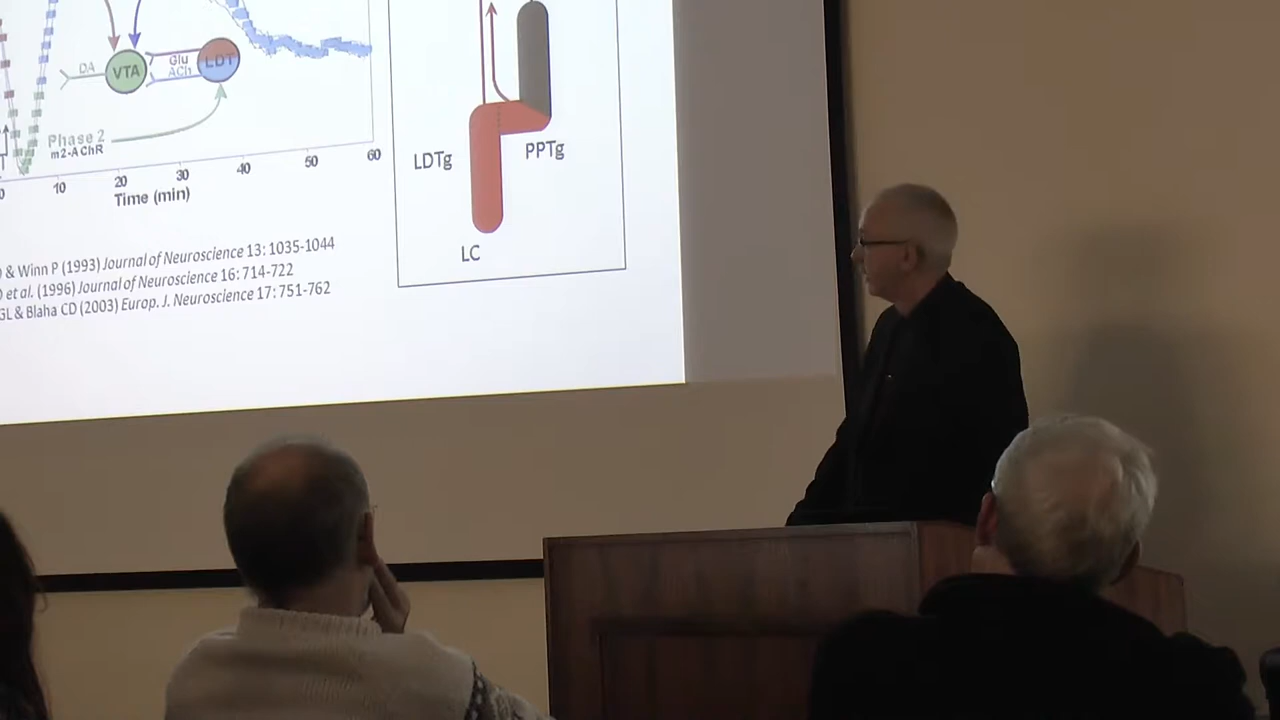 DA
VTA
Glu
ACh
LDT
Phase 2
m2-AChR
0 10 20 30 40 50 60
Time (min)
LDTg
PPTg
LC
& Winn P (1993) Journal of Neuroscience 13: 1035-1044
et al. (1996) Journal of Neuroscience 16: 714-722
GL & Blaha CD (2003) Europ. J. Neuroscience 17: 751-762